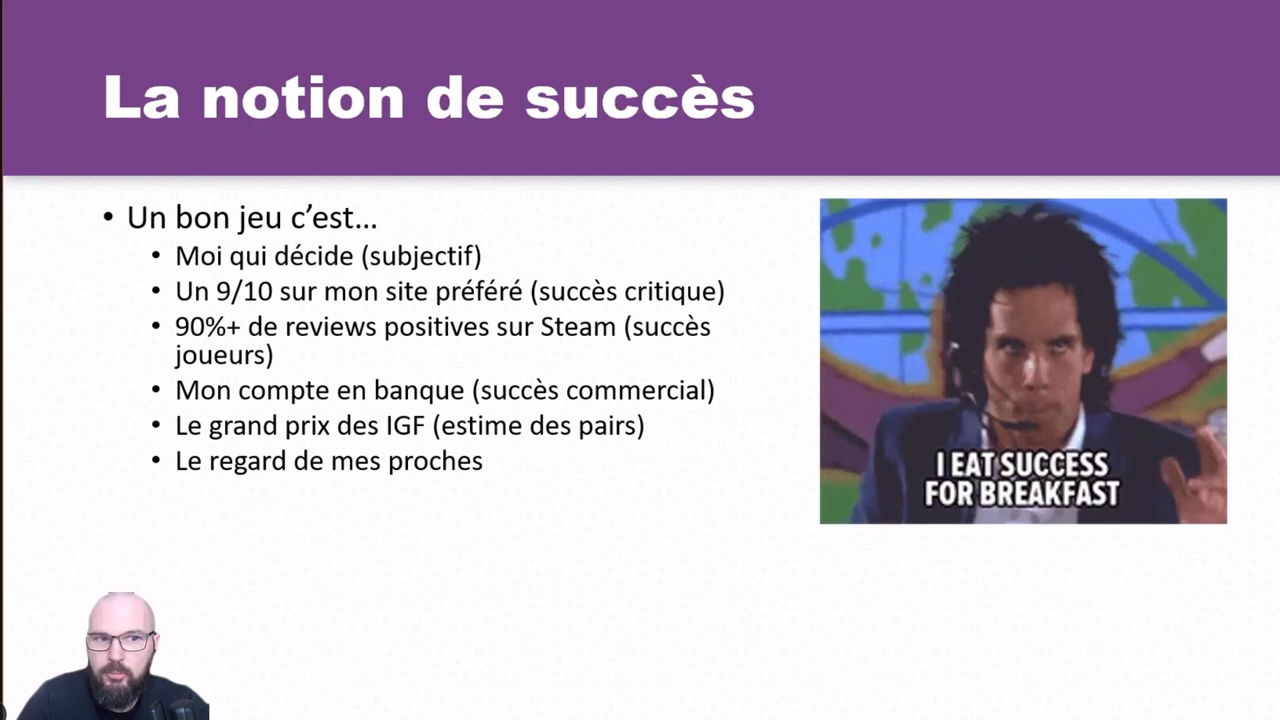 La notion de succès
• Un bon jeu c’est…
• Moi qui décide (subjectif)
• Un 9/10 sur mon site préféré (succès critique)
• 90%+ de reviews positives sur Steam (succès
joueurs)
• Mon compte en banque (succès commercial)
• Le grand prix des IGF (estime des pairs)
• Le regard de mes proches
I EAT SUCCESS
FOR BREAKFAST